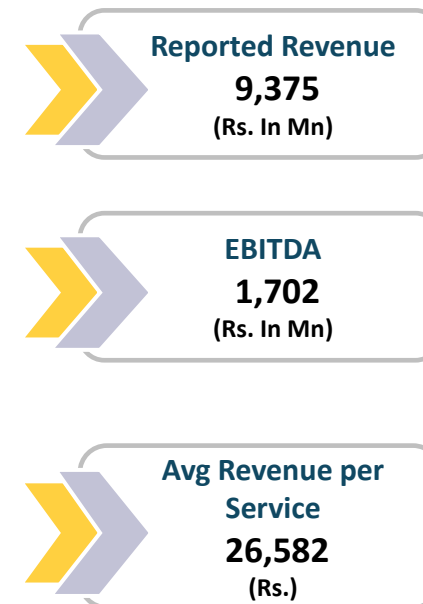 Reported Revenue
9,375
(Rs. In Mn)
EBITDA
1,702
(Rs. In Mn)
Avg Revenue per
Service
26,582
(Rs.)